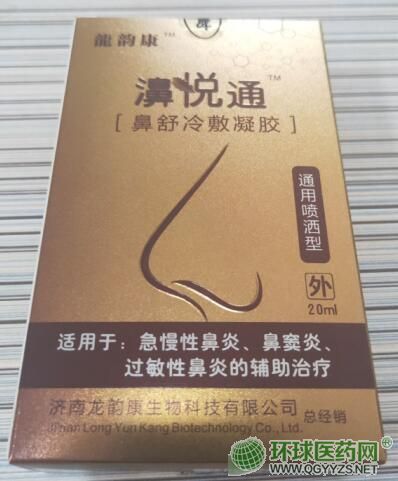 龍韵康™
濞悦通™
[鼻舒冷敷凝胶]
通用喷洒型
外
20ml
适用于：急慢性鼻炎、鼻窦炎、
过敏性鼻炎的辅助治疗
济南龙韵康生物科技有限公司 总经销
Jinan Long Yun Kang Biotechnology Co., Ltd.
环球医药网
WWW.QGYYZS.NET